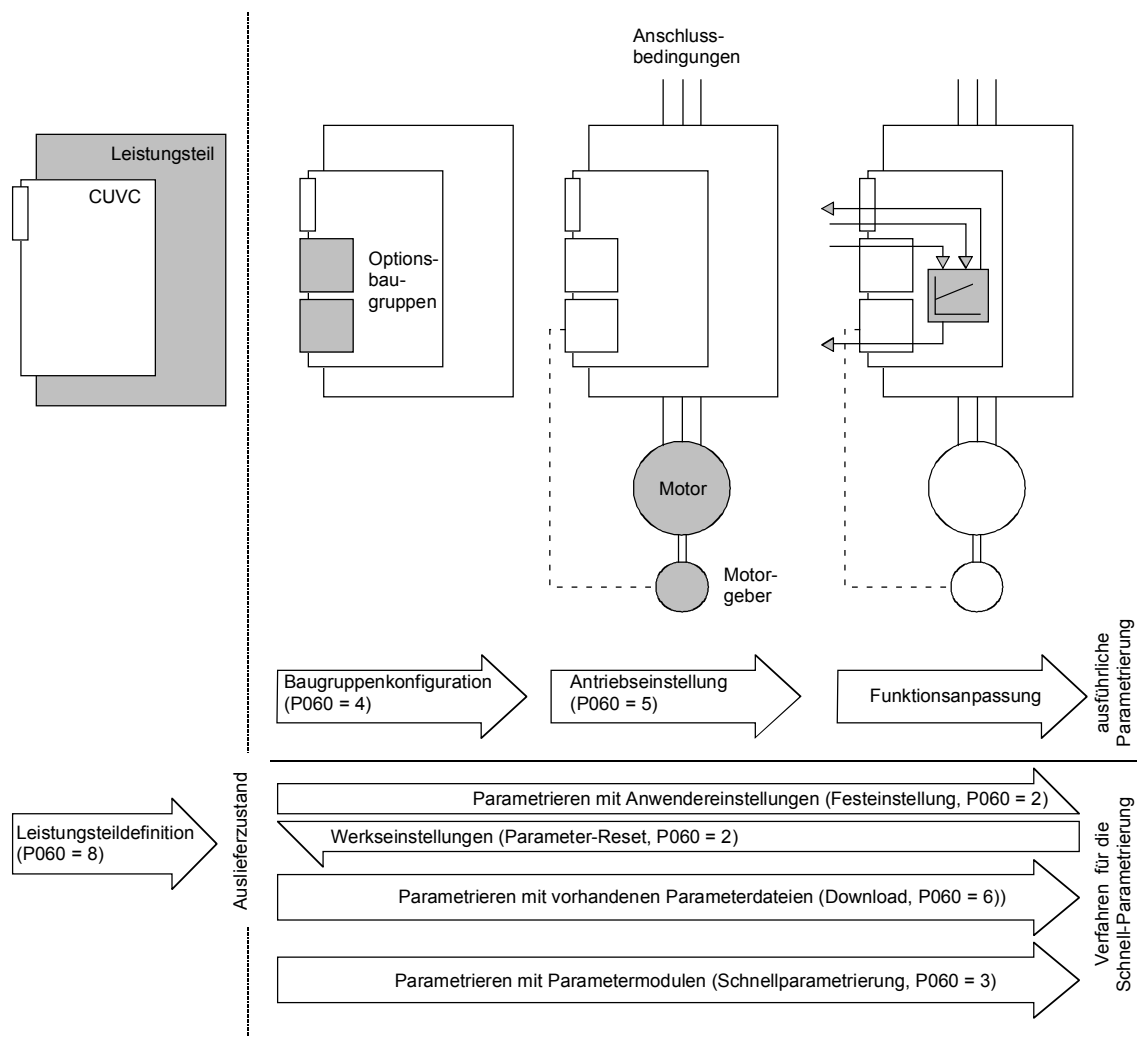 Anschluss-
bedingungen
Leistungsteil
CUVC
Options-
bau-
gruppen
Motor
Motor-
geber
Baugruppenkonfiguration
(P060 = 4)
Antriebseinstellung
(P060 = 5)
Funktionsanpassung
ausführliche
Parametrierung
Leistungsteildefinition
(P060 = 8)
Auslieferzustand
Parametrieren mit Anwendereinstellungen (Festeinstellung, P060 = 2)
Werkseinstellungen (Parameter-Reset, P060 = 2)
Parametrieren mit vorhandenen Parameterdateien (Download, P060 = 6))
Parametrieren mit Parametermodulen (Schnellparametrierung, P060 = 3)
Verfahren für die
Schnell-Parametrierung